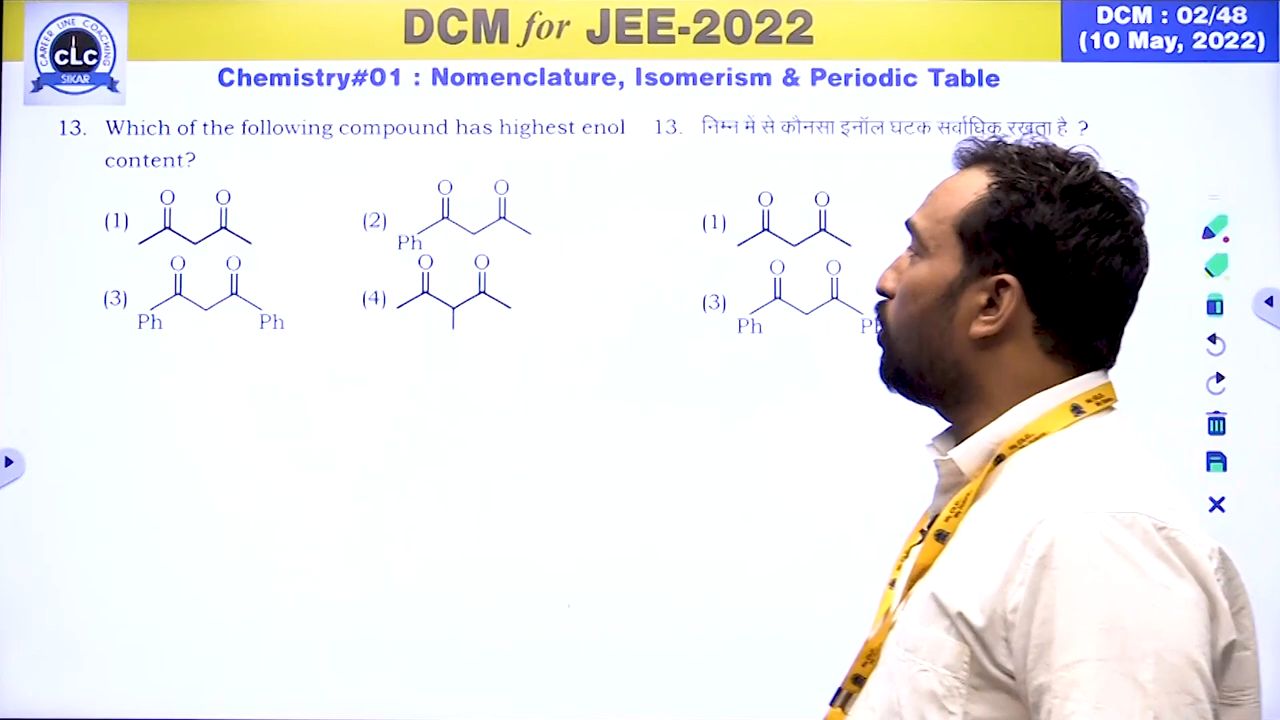 DCM for JEE-2022
DCM : 02/48
(10 May, 2022)
CAREER LINE COACHING
CLC
SIKAR
Chemistry#01 : Nomenclature, Isomerism & Periodic Table
13. Which of the following compound has highest enol
content?
(1) O O
(2) O O Ph
(3) O O Ph Ph
(4) O O
13. निम्न में से कौनसा इनॉल घटक सर्वाधिक रखता है ?
(1) O O
(3) O O Ph